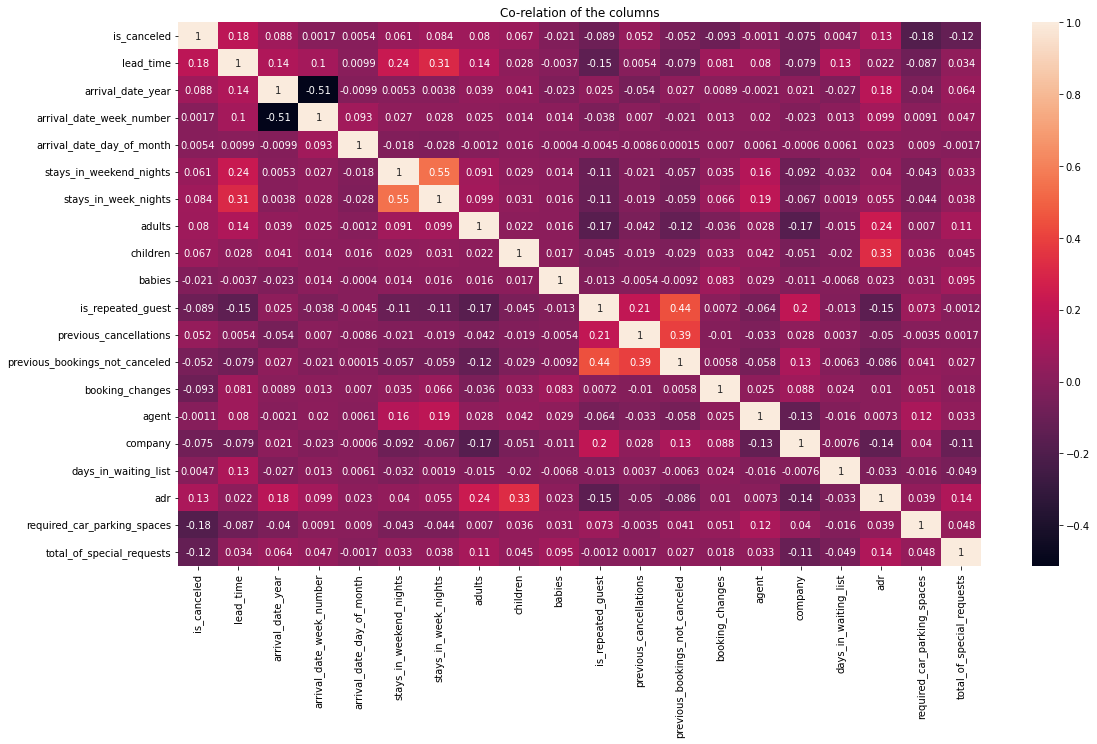 Co-relation of the columns
is_canceled 1 0.18 0.088 0.0017 0.0054 0.061 0.084 0.08 0.067 -0.021 -0.089 0.052 -0.052 -0.093 -0.0011 -0.075 0.0047 0.13 -0.18 -0.12
lead_time 0.18 1 0.14 0.1 0.0099 0.24 0.31 0.14 0.028 -0.0037 -0.15 0.0054 -0.079 0.081 0.08 -0.079 0.13 0.022 -0.087 0.034
arrival_date_year 0.088 0.14 1 -0.51 -0.0099 0.0053 0.0038 0.039 0.041 -0.023 0.025 -0.054 0.027 0.0089 -0.0021 0.021 -0.027 0.18 -0.04 0.064
arrival_date_week_number 0.0017 0.1 -0.51 1 0.093 0.027 0.028 0.025 0.014 0.014 -0.038 0.007 -0.021 0.013 0.02 -0.023 0.013 0.099 0.0091 0.047
arrival_date_day_of_month 0.0054 0.0099 -0.0099 0.093 1 -0.018 -0.028 -0.0012 0.016 -0.0004 -0.0045 -0.0086 0.00015 0.007 0.0061 -0.0006 0.0061 0.023 0.009 -0.0017
stays_in_weekend_nights 0.061 0.24 0.0053 0.027 -0.018 1 0.55 0.091 0.029 0.014 -0.11 -0.021 -0.057 0.035 0.16 -0.092 -0.032 0.04 -0.043 0.033
stays_in_week_nights 0.084 0.31 0.0038 0.028 -0.028 0.55 1 0.099 0.031 0.016 -0.11 -0.019 -0.059 0.066 0.19 -0.067 0.0019 0.055 -0.044 0.038
adults 0.08 0.14 0.039 0.025 -0.0012 0.091 0.099 1 0.022 0.016 -0.17 -0.042 -0.12 -0.036 0.028 -0.17 -0.015 0.24 0.007 0.11
children 0.067 0.028 0.041 0.014 0.016 0.029 0.031 0.022 1 0.017 -0.045 -0.019 -0.029 0.033 0.042 -0.051 -0.02 0.33 0.036 0.045
babies -0.021 -0.0037 -0.023 0.014 -0.0004 0.014 0.016 0.016 0.017 1 -0.013 -0.0054 -0.0092 0.083 0.029 -0.011 -0.0068 0.023 0.031 0.095
is_repeated_guest -0.089 -0.15 0.025 -0.038 -0.0045 -0.11 -0.11 -0.17 -0.045 -0.013 1 0.21 0.44 0.0072 -0.064 0.2 -0.013 -0.15 0.073 -0.0012
previous_cancellations 0.052 0.0054 -0.054 0.007 -0.0086 -0.021 -0.019 -0.042 -0.019 -0.0054 0.21 1 0.39 -0.01 -0.033 0.028 0.0037 -0.05 -0.0035 0.0017
previous_bookings_not_canceled -0.052 -0.079 0.027 -0.021 0.00015 -0.057 -0.059 -0.12 -0.029 -0.0092 0.44 0.39 1 0.0058 -0.058 0.13 -0.0063 -0.086 0.041 0.027
booking_changes -0.093 0.081 0.0089 0.013 0.007 0.035 0.066 -0.036 0.033 0.083 0.0072 -0.01 0.0058 1 0.025 0.088 0.024 0.01 0.051 0.018
agent -0.0011 0.08 -0.0021 0.02 0.0061 0.16 0.19 0.028 0.042 0.029 -0.064 -0.033 -0.058 0.025 1 -0.13 -0.016 0.0073 0.12 0.033
company -0.075 -0.079 0.021 -0.023 -0.0006 -0.092 -0.067 -0.17 -0.051 -0.011 0.2 0.028 0.13 0.088 -0.13 1 -0.0076 -0.14 0.04 -0.11
days_in_waiting_list 0.0047 0.13 -0.027 0.013 0.0061 -0.032 0.0019 -0.015 -0.02 -0.0068 -0.013 0.0037 -0.0063 0.024 -0.016 -0.0076 1 -0.033 -0.016 -0.049
adr 0.13 0.022 0.18 0.099 0.023 0.04 0.055 0.24 0.33 0.023 -0.15 -0.05 -0.086 0.01 0.0073 -0.14 -0.033 1 0.039 0.14
required_car_parking_spaces -0.18 -0.087 -0.04 0.0091 0.009 -0.043 -0.044 0.007 0.036 0.031 0.073 -0.0035 0.041 0.051 0.12 0.04 -0.016 0.039 1 0.048
total_of_special_requests -0.12 0.034 0.064 0.047 -0.0017 0.033 0.038 0.11 0.045 0.095 -0.0012 0.0017 0.027 0.018 0.033 -0.11 -0.049 0.14 0.048 1
is_canceled
lead_time
arrival_date_year
arrival_date_week_number
arrival_date_day_of_month
stays_in_weekend_nights
stays_in_week_nights
adults
children
babies
is_repeated_guest
previous_cancellations
previous_bookings_not_canceled
booking_changes
agent
company
days_in_waiting_list
adr
required_car_parking_spaces
total_of_special_requests
1.0
0.8
0.6
0.4
0.2
0.0
−0.2
−0.4